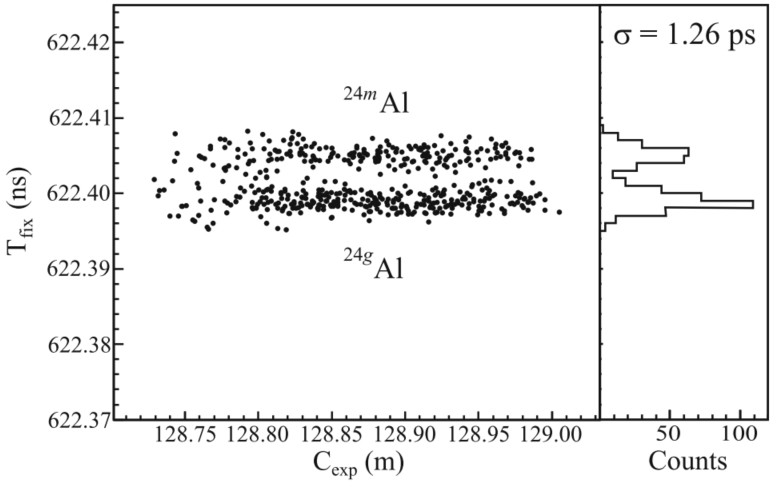 622.42
622.41
622.40
622.39
622.38
622.37
T_fix (ns)
²⁴ᵐAl
²⁴ᵍAl
128.75 128.80 128.85 128.90 128.95 129.00
C_exp (m)
σ = 1.26 ps
50 100
Counts